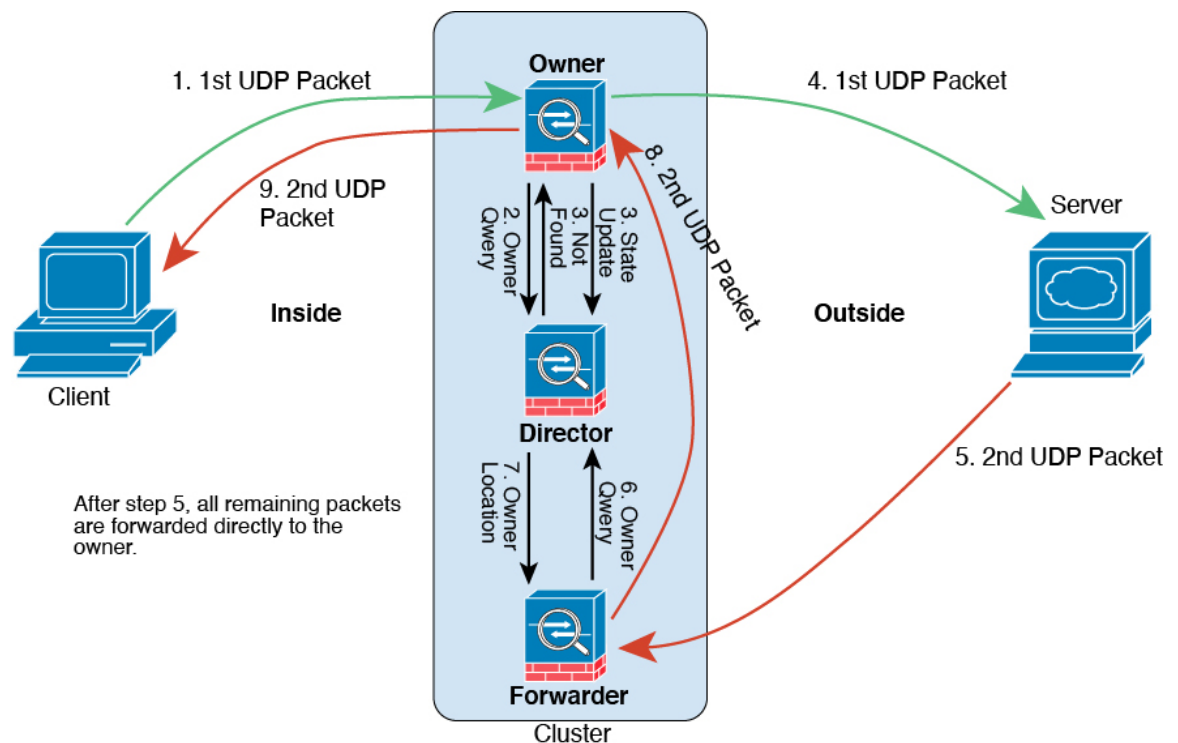 Owner
1. 1st UDP Packet
4. 1st UDP Packet
9. 2nd UDP
Packet
2. Owner
Qwery
3. Not
Found
3. State
Update
8. 2nd UDP Packet
Server
Inside
Outside
Client
Director
5. 2nd UDP Packet
7. Owner
Location
6. Owner
Qwery
After step 5, all remaining packets
are forwarded directly to the
owner.
Forwarder
Cluster